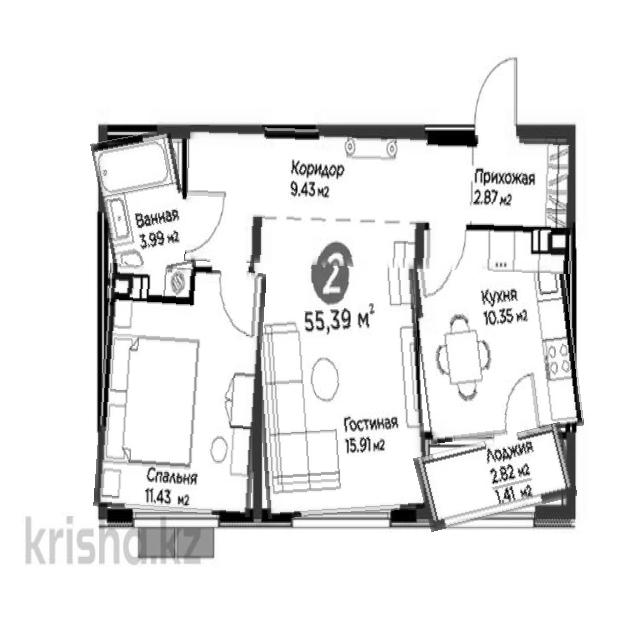 Коридор
9.43 м2
Прихожая
2.87 м2
Ванная
3.99 м2
2
55,39 м2
Кухня
10.35 м2
Гостиная
15.91 м2
Спальня
11.43 м2
Лоджия
2.82 м2
1.41 м2
krisha.kz